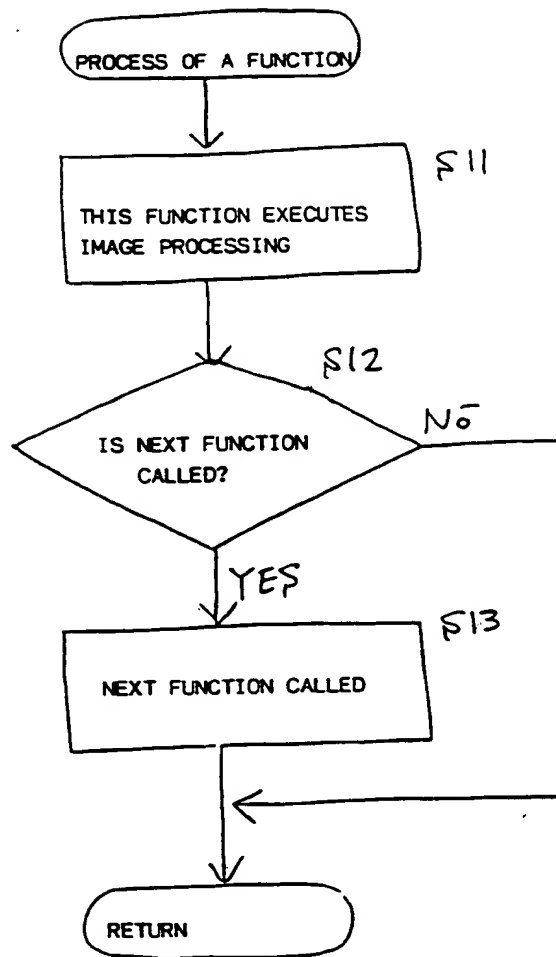 PROCESS OF A FUNCTION
S11
THIS FUNCTION EXECUTES
IMAGE PROCESSING
S12
IS NEXT FUNCTION
CALLED?
NO
YES
S13
NEXT FUNCTION CALLED
RETURN